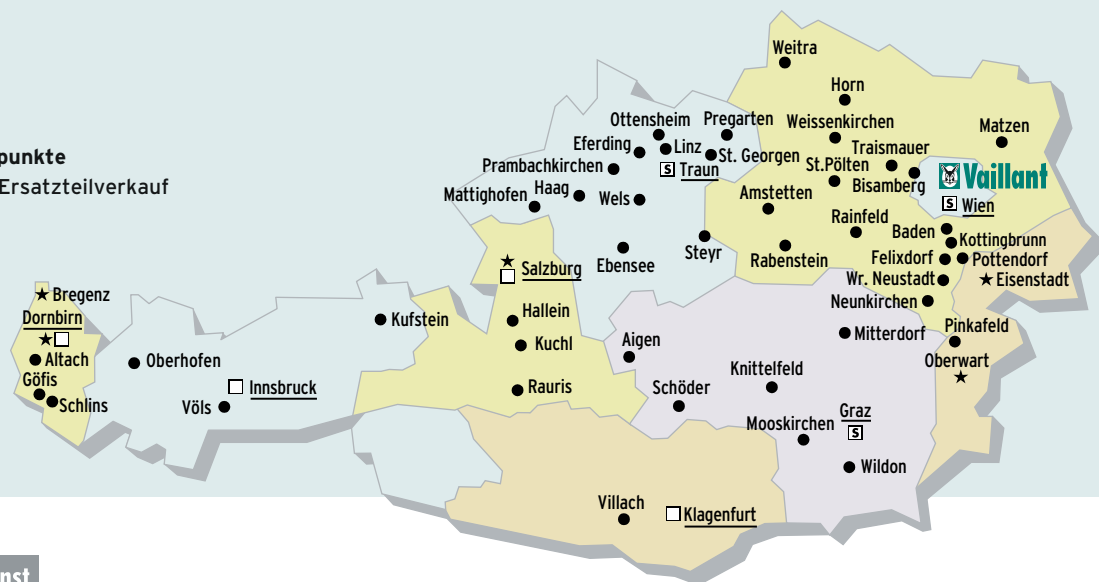 punkte
Ersatzteilverkauf
Weitra
Horn
Ottensheim
Pregarten
Weissenkirchen
Matzen
Eferding
Linz
St. Georgen
Traismauer
Prambachkirchen
S Traun
St.Pölten
Bisamberg
Vaillant
Mattighofen
Haag
Wels
Amstetten
S Wien
Rainfeld
Baden
Kottingbrunn
Steyr
Ebensee
Rabenstein
Felixdorf
Pottendorf
Salzburg
Wr. Neustadt
Eisenstadt
Bregenz
Neunkirchen
Dornbirn
Hallein
Kufstein
Pinkafeld
Mitterdorf
Aigen
Kuchl
Altach
Oberhofen
Oberwart
Knittelfeld
Göfis
Innsbruck
Rauris
Schöder
Schlins
Völs
Graz
S
Mooskirchen
Wildon
Villach
Klagenfurt
nst